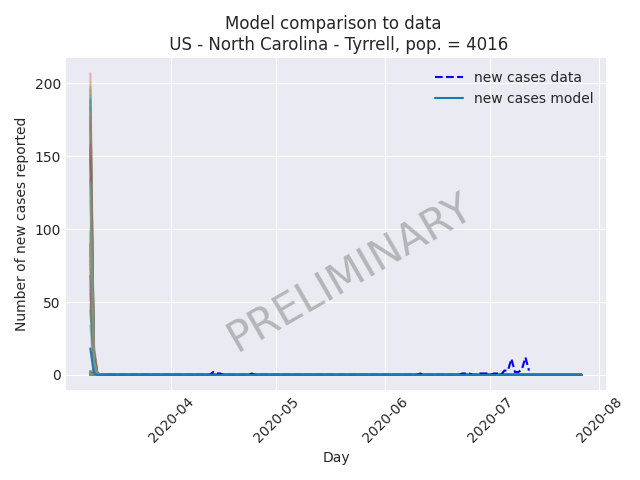 Model comparison to data
US - North Carolina - Tyrrell, pop. = 4016
new cases data
new cases model
Number of new cases reported
200
150
100
50
0
PRELIMINARY
2020-04
2020-05
2020-06
2020-07
2020-08
Day